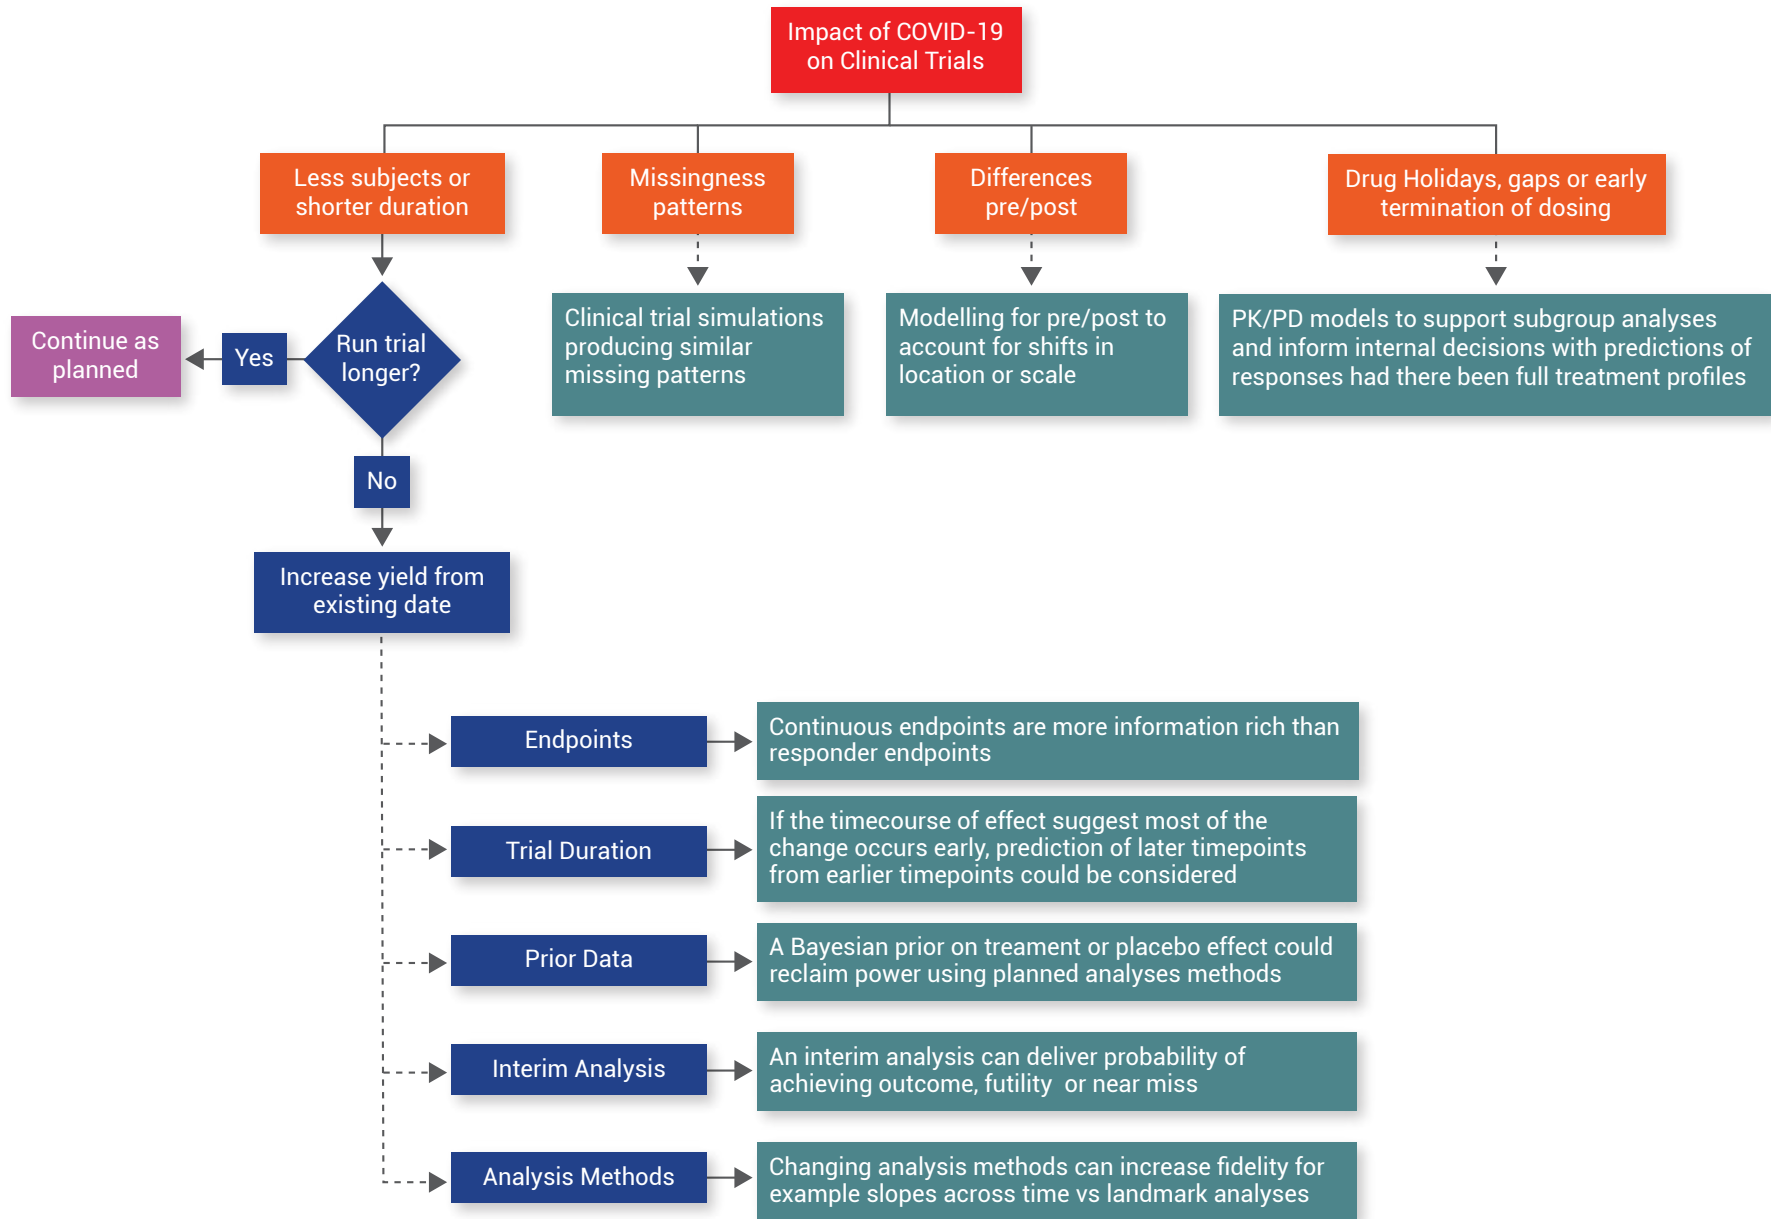 Impact of COVID-19
on Clinical Trials
Less subjects or
shorter duration
Missingness
patterns
Differences
pre/post
Drug Holidays, gaps or early
termination of dosing
Continue as
planned
Yes
Run trial
longer?
Clinical trial simulations
producing similar
missing patterns
Modelling for pre/post to
account for shifts in
location or scale
PK/PD models to support subgroup analyses
and inform internal decisions with predictions of
responses had there been full treatment profiles
No
Increase yield from
existing date
Endpoints
Continuous endpoints are more information rich than
responder endpoints
Trial Duration
If the timecourse of effect suggest most of the
change occurs early, prediction of later timepoints
from earlier timepoints could be considered
Prior Data
A Bayesian prior on treament or placebo effect could
reclaim power using planned analyses methods
Interim Analysis
An interim analysis can deliver probability of
achieving outcome, futility or near miss
Analysis Methods
Changing analysis methods can increase fidelity for
example slopes across time vs landmark analyses